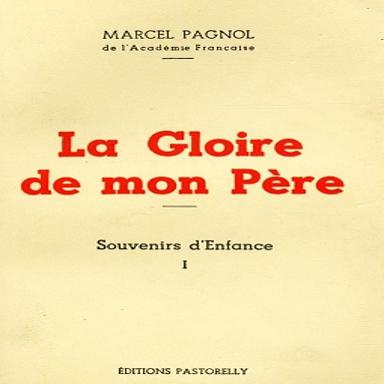 MARCEL PAGNOL
de l'Académie Française
La Gloire
de mon Père
Souvenirs d'Enfance
I
ÉDITIONS PASTORELLY